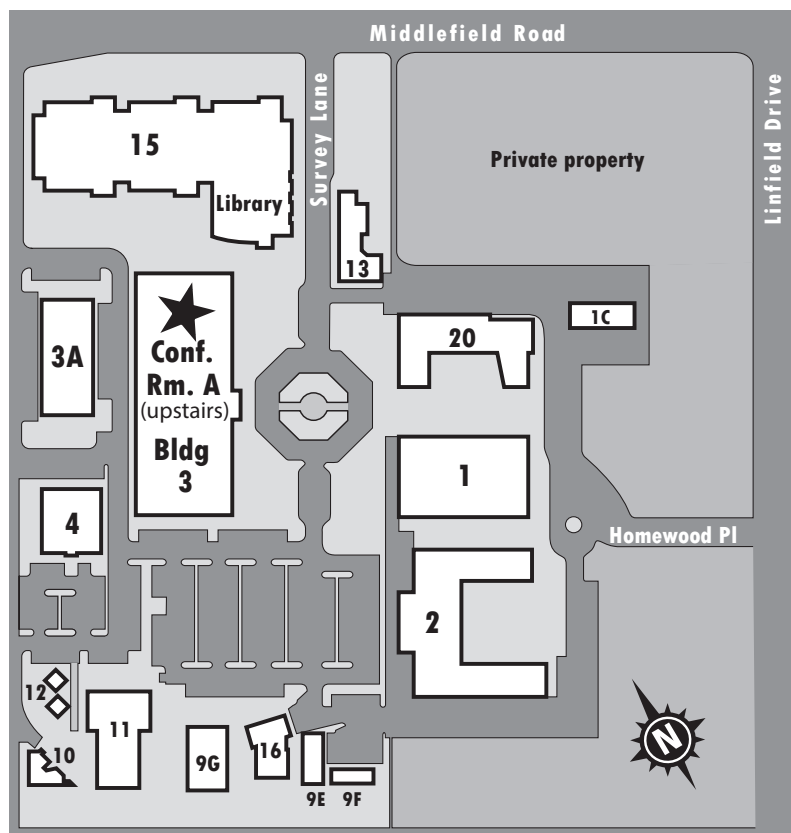 Middlefield Road
Survey Lane
Linfield Drive
15
Library
Private property
13
1C
Conf.
Rm. A
(upstairs)
Bldg
3
3A
20
1
4
Homewood Pl
2
12
11
10
9G
16
9E
9F
N